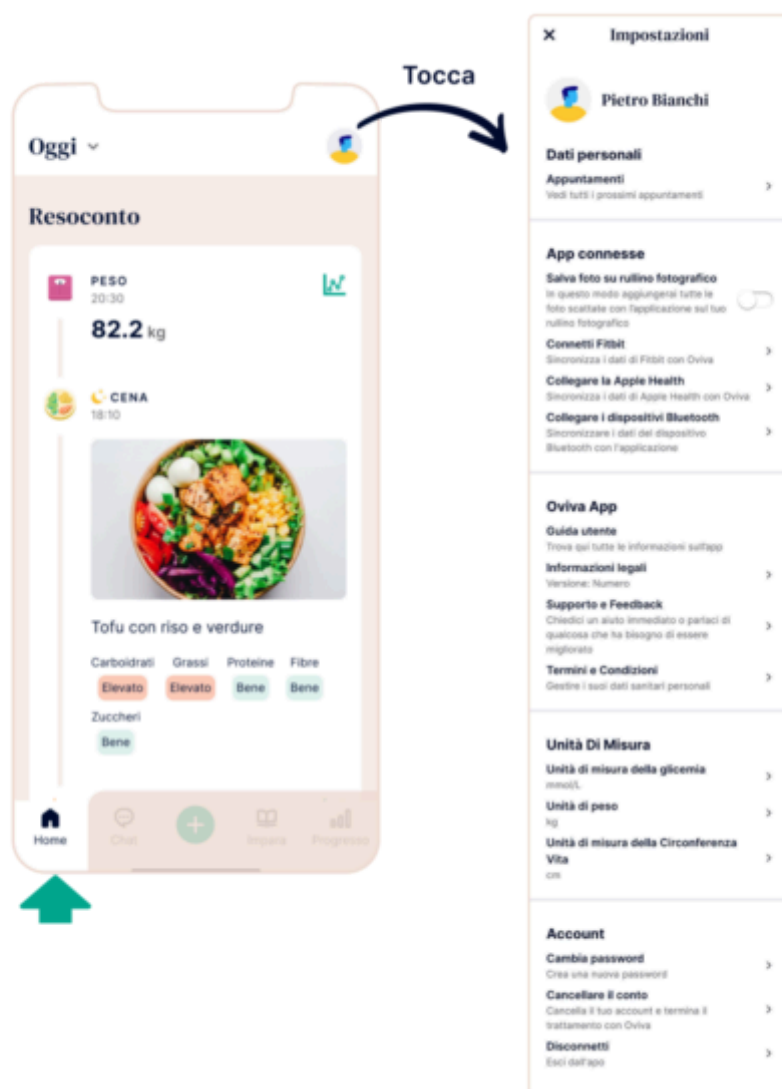 Tocca
Oggi
Resoconto
PESO
20:30
82.2 kg
CENA
18:10
Tofu con riso e verdure
Carboidrati Grassi Proteine Fibre
Elevato Elevato Bene Bene
Zuccheri
Bene
Home Chat Impara Progresso
Impostazioni
Pietro Bianchi
Dati personali
Appuntamenti
Vedi tutti i prossimi appuntamenti
App connesse
Salva foto su rullino fotografico
In questo modo aggiungerai tutte le
foto scattate con l'applicazione sul tuo
rullino fotografico
Connetti Fitbit
Sincronizza i dati di Fitbit con Oviva
Collegare la Apple Health
Sincronizza i dati di Apple Health con Oviva
Collegare i dispositivi Bluetooth
Sincronizzare i dati del dispositivo
Bluetooth con l'applicazione
Oviva App
Guida utente
Trova qui tutte le informazioni sull'app
Informazioni legali
Versione: Numero
Supporto e Feedback
Chiedici un aiuto immediato o parlaci di
qualcosa che ha bisogno di essere
migliorato
Termini e Condizioni
Gestire i suoi dati sanitari personali
Unità Di Misura
Unità di misura della glicemia
mmol/L
Unità di peso
kg
Unità di misura della Circonferenza
Vita
cm
Account
Cambia password
Crea una nuova password
Cancellare il conto
Cancella il tuo account e termina il
trattamento con Oviva
Disconnetti
Esci dall'app